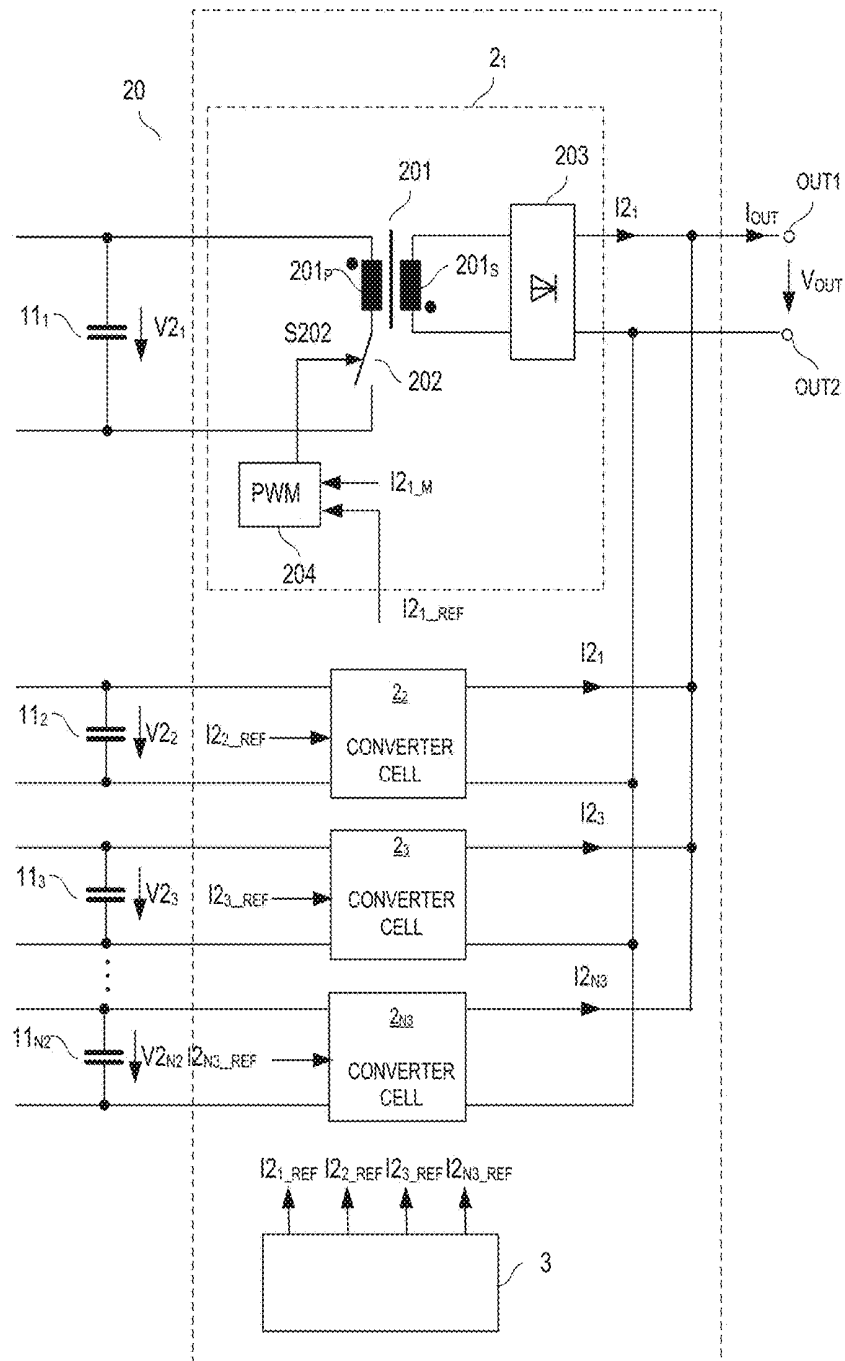 2₁
20
201
203
OUT1
I2₁
I_OUT
201_P
201_S
V_OUT
11₁
V2₁
S202
202
OUT2
PWM
I2₁_M
204
I2₁_REF
I2₁
2₂
11₂
V2₂
I2₂_REF
CONVERTER
CELL
I2₃
2₃
11₃
V2₃
I2₃_REF
CONVERTER
CELL
I2_N3
2_N3
11_N2
V2_N2
I2_N3_REF
CONVERTER
CELL
I2₁_REF I2₂_REF I2₃_REF I2_N3_REF
3